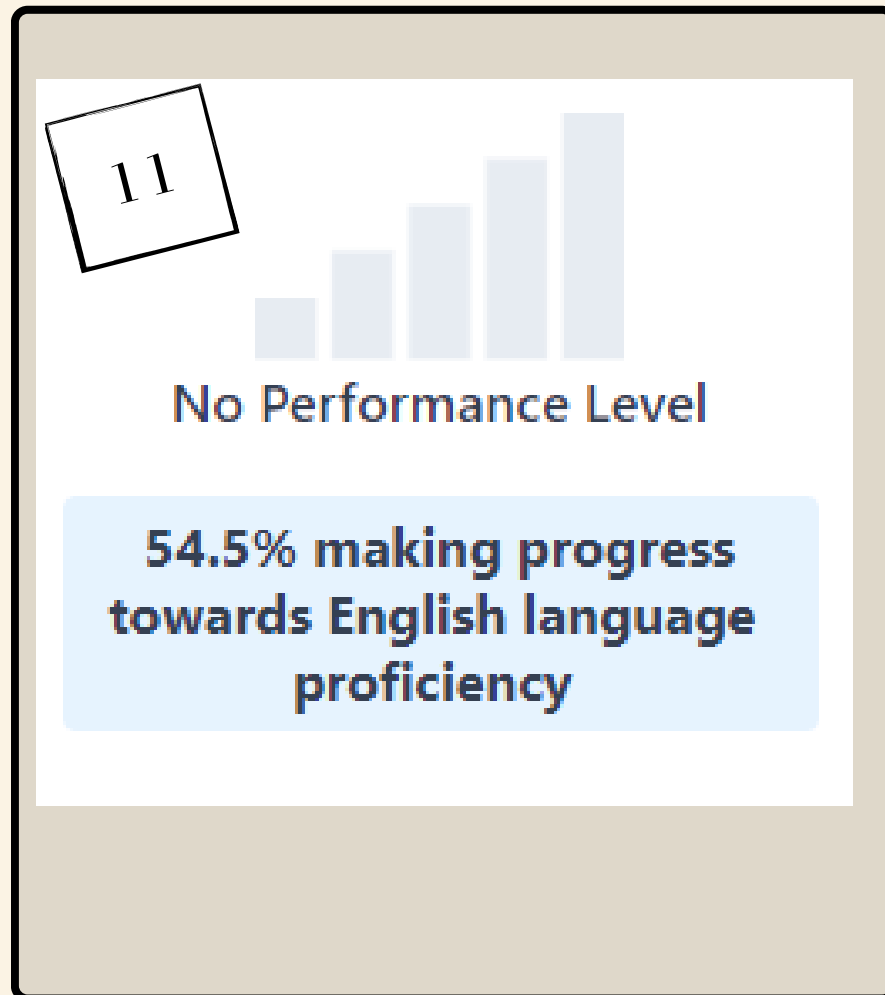 11
No Performance Level
54.5% making progress
towards English language
proficiency